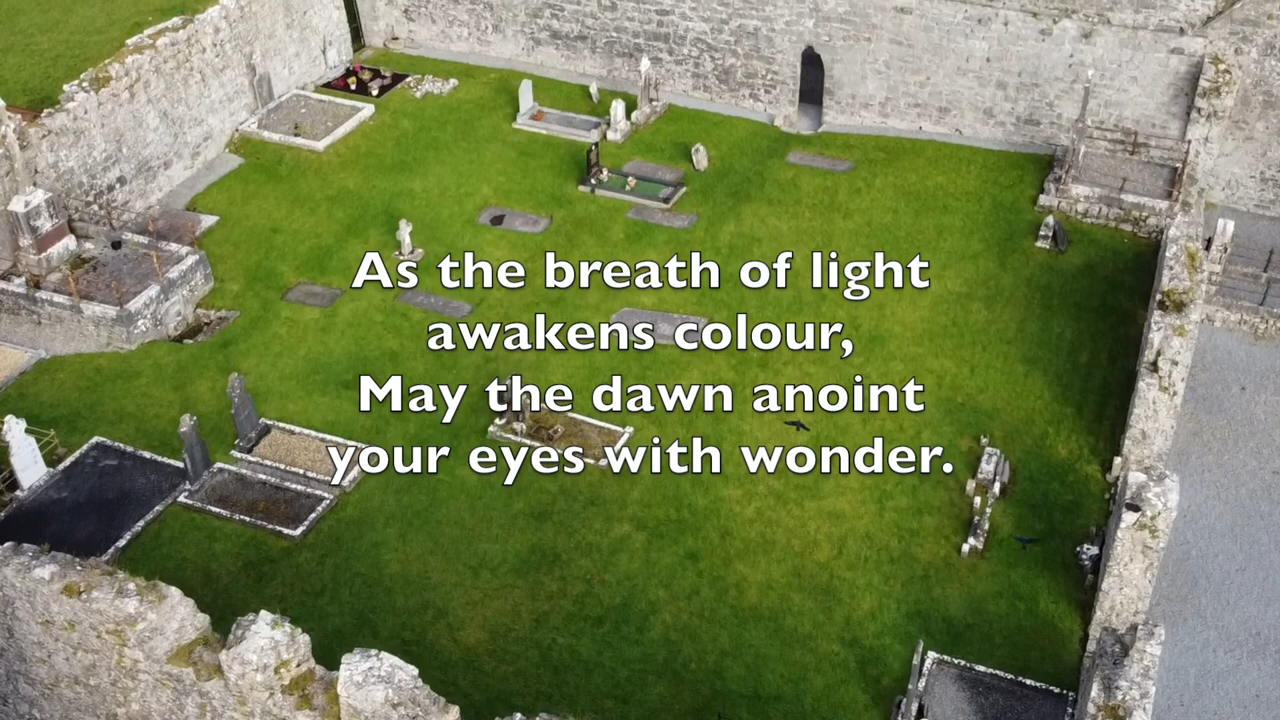 As the breath of light
awakens colour,
May the dawn anoint
your eyes with wonder.